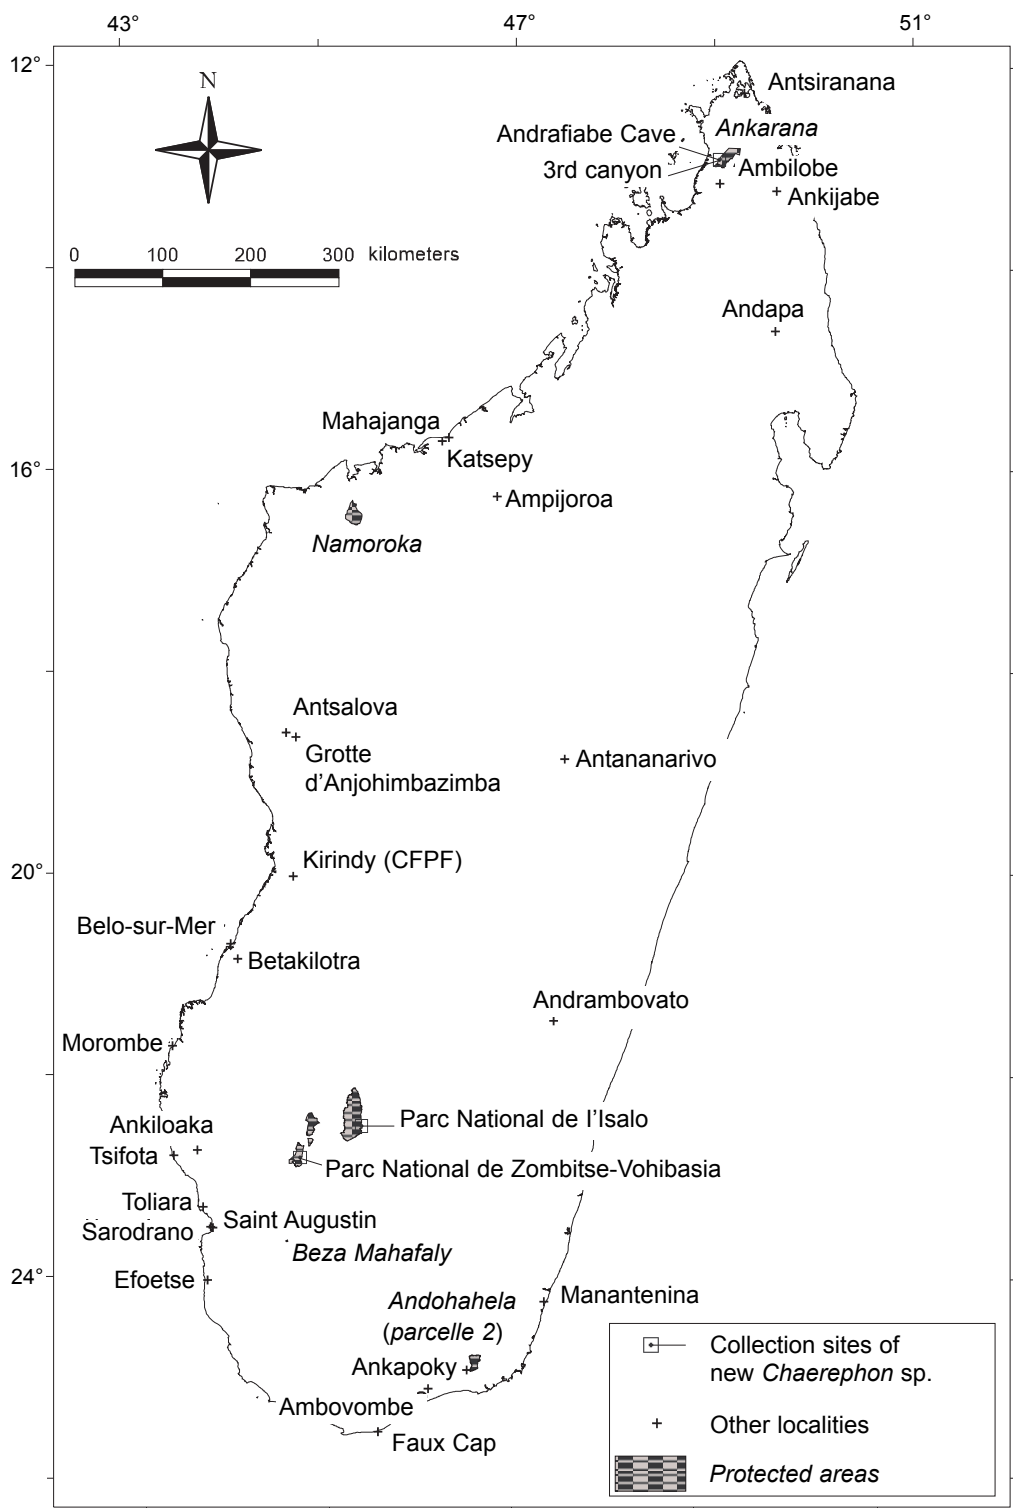 43°
47°
51°
12°
N
Antsiranana
Andrafiabe Cave
Ankarana
3rd canyon
Ambilobe
Ankijabe
0 100 200 300 kilometers
Andapa
Mahajanga
Katsepy
16°
Ampijoroa
Namoroka
Antsalova
Grotte
d'Anjohimbazimba
Antananarivo
Kirindy (CFPF)
20°
Belo-sur-Mer
Betakilotra
Andrambovato
Morombe
Parc National de l'Isalo
Ankiloaka
Tsifota
Parc National de Zombitse-Vohibasia
Toliara
Saint Augustin
Sarodrano
Beza Mahafaly
24°
Efoetse
Manantenina
Andohahela
(parcelle 2)
Ankapoky
Ambovombe
Faux Cap
Collection sites of
new Chaerephon sp.
Other localities
Protected areas